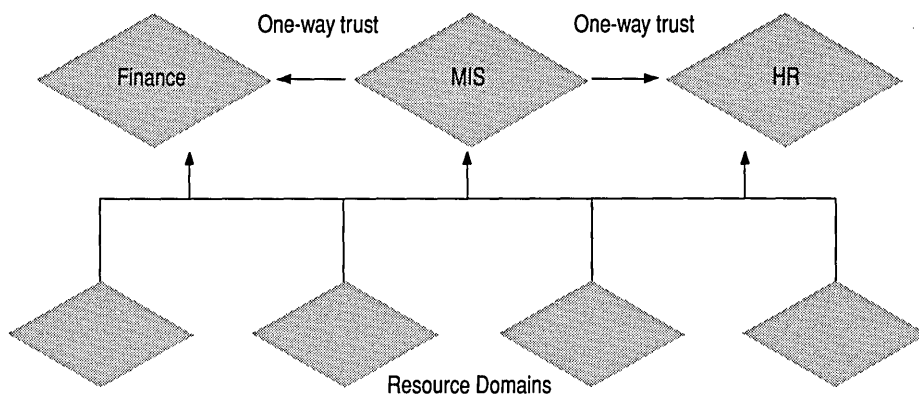 One-way trust
One-way trust
Finance
MIS
HR
Resource Domains